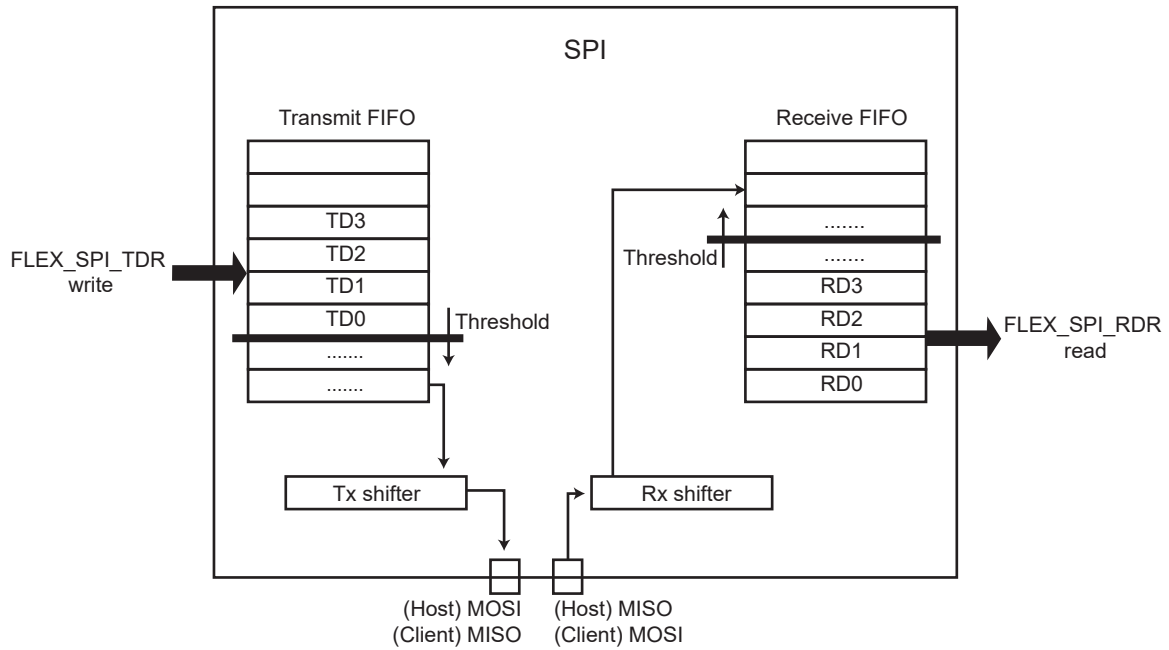 SPI
Transmit FIFO
Receive FIFO
TD3
TD2
TD1
TD0
.......
.......
FLEX_SPI_TDR
write
Threshold
.......
.......
RD3
RD2
RD1
RD0
Threshold
FLEX_SPI_RDR
read
Tx shifter
Rx shifter
(Host) MOSI
(Client) MISO
(Host) MISO
(Client) MOSI